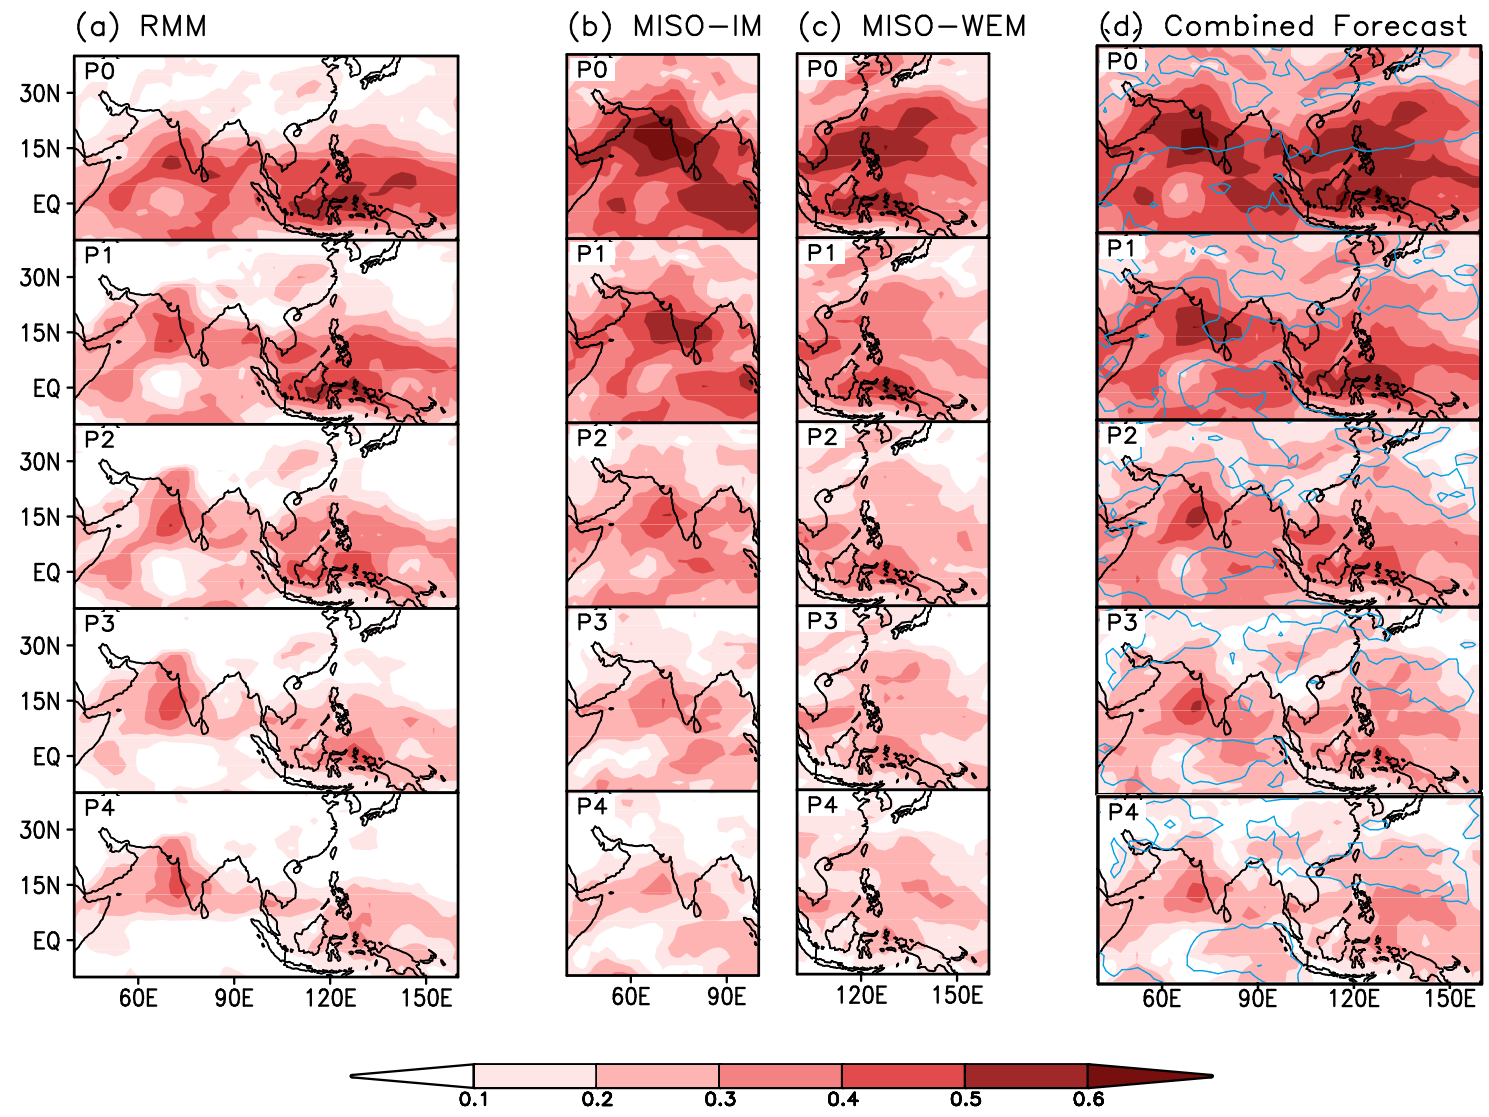 (a) RMM
(b) MISO-IM
(c) MISO-WEM
(d) Combined Forecast
P0
P0
P0
P0
30N
15N
EQ
P1
P1
P1
P1
30N
15N
EQ
P2
P2
P2
P2
30N
15N
EQ
P3
P3
P3
P3
30N
15N
EQ
P4
P4
P4
P4
30N
15N
EQ
60E 90E 120E 150E
60E 90E
120E 150E
60E 90E 120E 150E
0.1 0.2 0.3 0.4 0.5 0.6